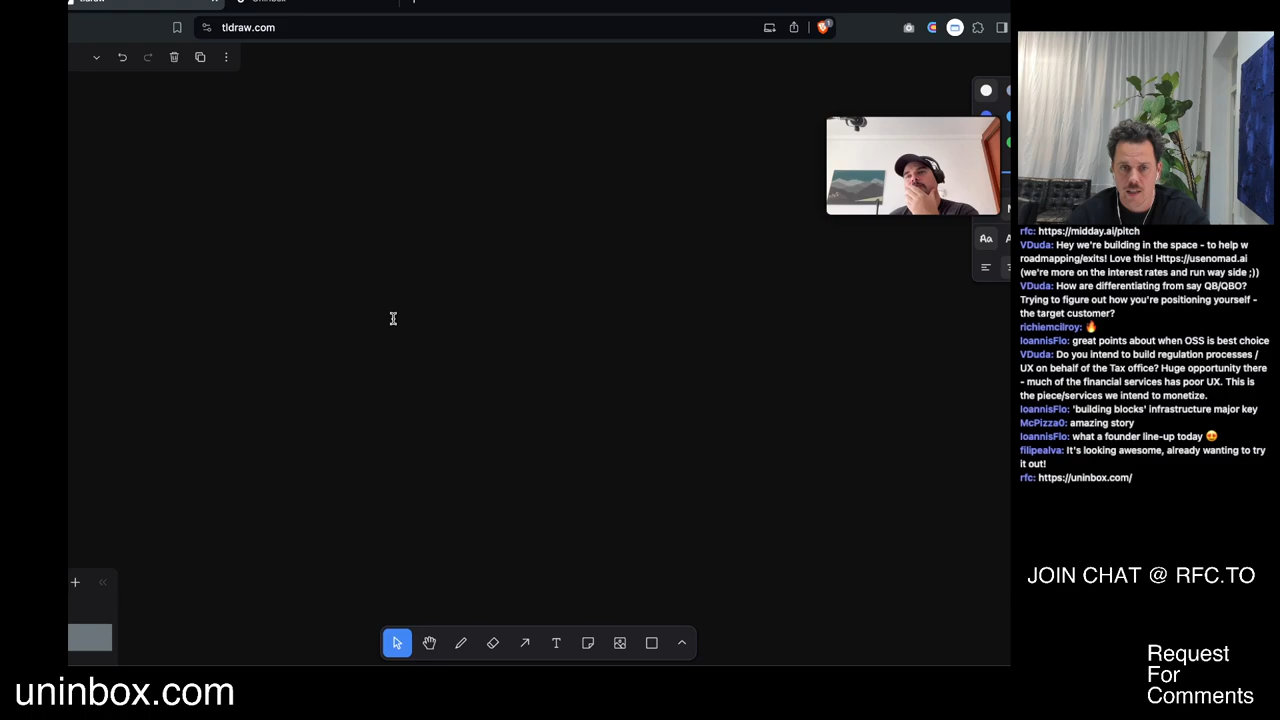 tldraw
Uninbox
tldraw.com
1
Aa
rfc: https://midday.ai/pitch
VDuda: Hey we're building in the space - to help w
roadmapping/exits! Love this! Https://usenomad.ai
(we're more on the interest rates and run way side ;))
VDuda: How are differentiating from say QB/QBO?
Trying to figure out how you're positioning yourself -
the target customer?
richiemcilroy: 🔥
IoannisFlo: great points about when OSS is best choice
VDuda: Do you intend to build regulation processes /
UX on behalf of the Tax office? Huge opportunity there
- much of the financial services has poor UX. This is
the piece/services we intend to monetize.
IoannisFlo: 'building blocks' infrastructure major key
McPizza0: amazing story
IoannisFlo: what a founder line-up today 😍
filipealva: It's looking awesome, already wanting to try
it out!
rfc: https://uninbox.com/
JOIN CHAT @ RFC.TO
T
uninbox.com
Request
For
Comments